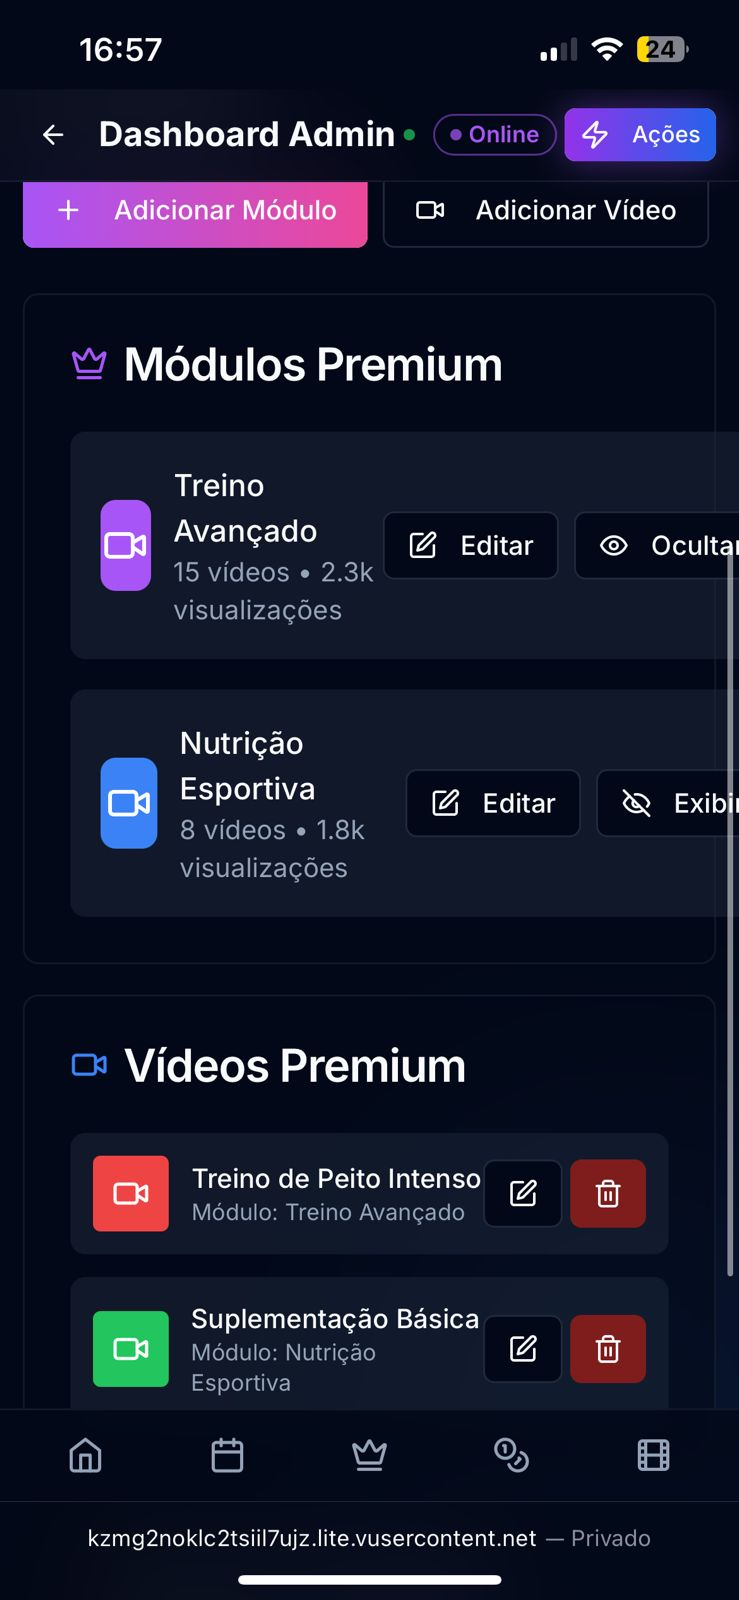 16:57
24
Dashboard Admin
Online
Ações
Adicionar Módulo
Adicionar Vídeo
Módulos Premium
Treino
Avançado
15 vídeos • 2.3k
visualizações
Editar
Ocultar
Nutrição
Esportiva
8 vídeos • 1.8k
visualizações
Editar
Exibir
Vídeos Premium
Treino de Peito Intenso
Módulo: Treino Avançado
Suplementação Básica
Módulo: Nutrição
Esportiva
kzmg2noklc2tsiil7ujz.lite.vusercontent.net — Privado